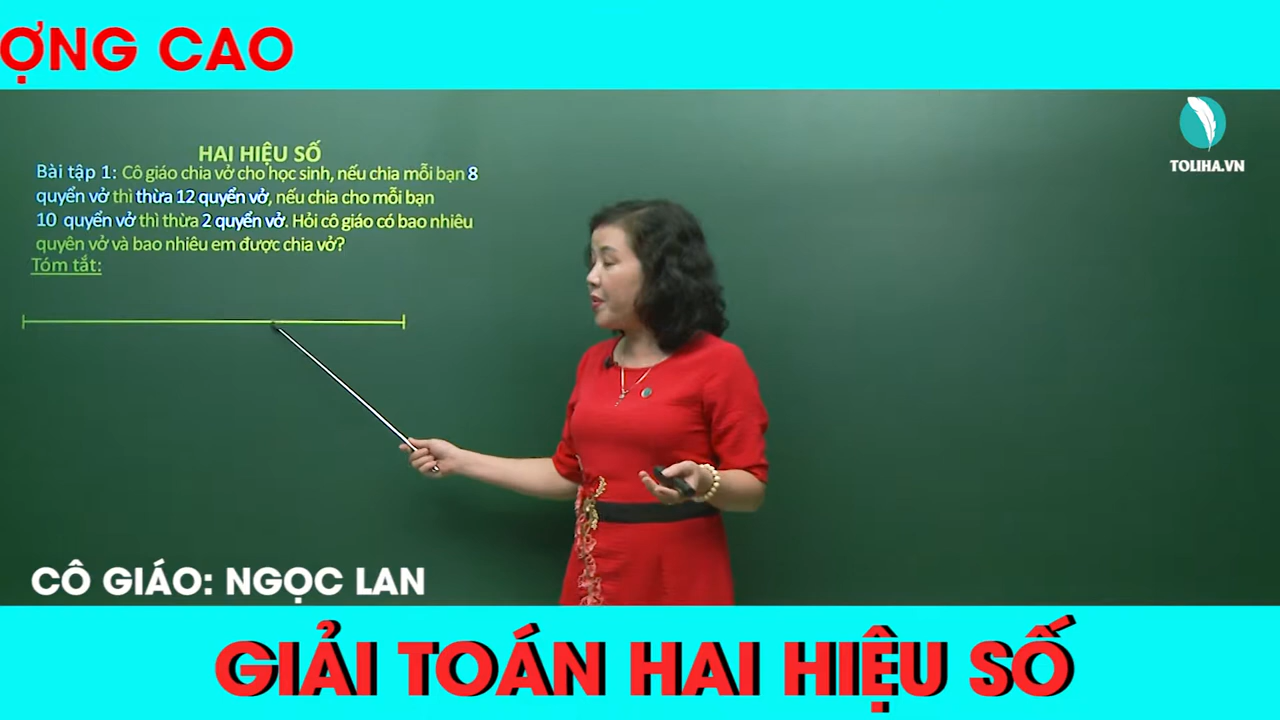 ỢNG CAO
TOLIHA.VN
HAI HIỆU SỐ
Bài tập 1: Cô giáo chia vở cho học sinh, nếu chia mỗi bạn 8
quyển vở thì thừa 12 quyển vở, nếu chia cho mỗi bạn
10 quyển vở thì thừa 2 quyển vở. Hỏi cô giáo có bao nhiêu
quyên vở và bao nhiêu em được chia vở?
Tóm tắt:
CÔ GIÁO: NGỌC LAN
GIẢI TOÁN HAI HIỆU SỐ